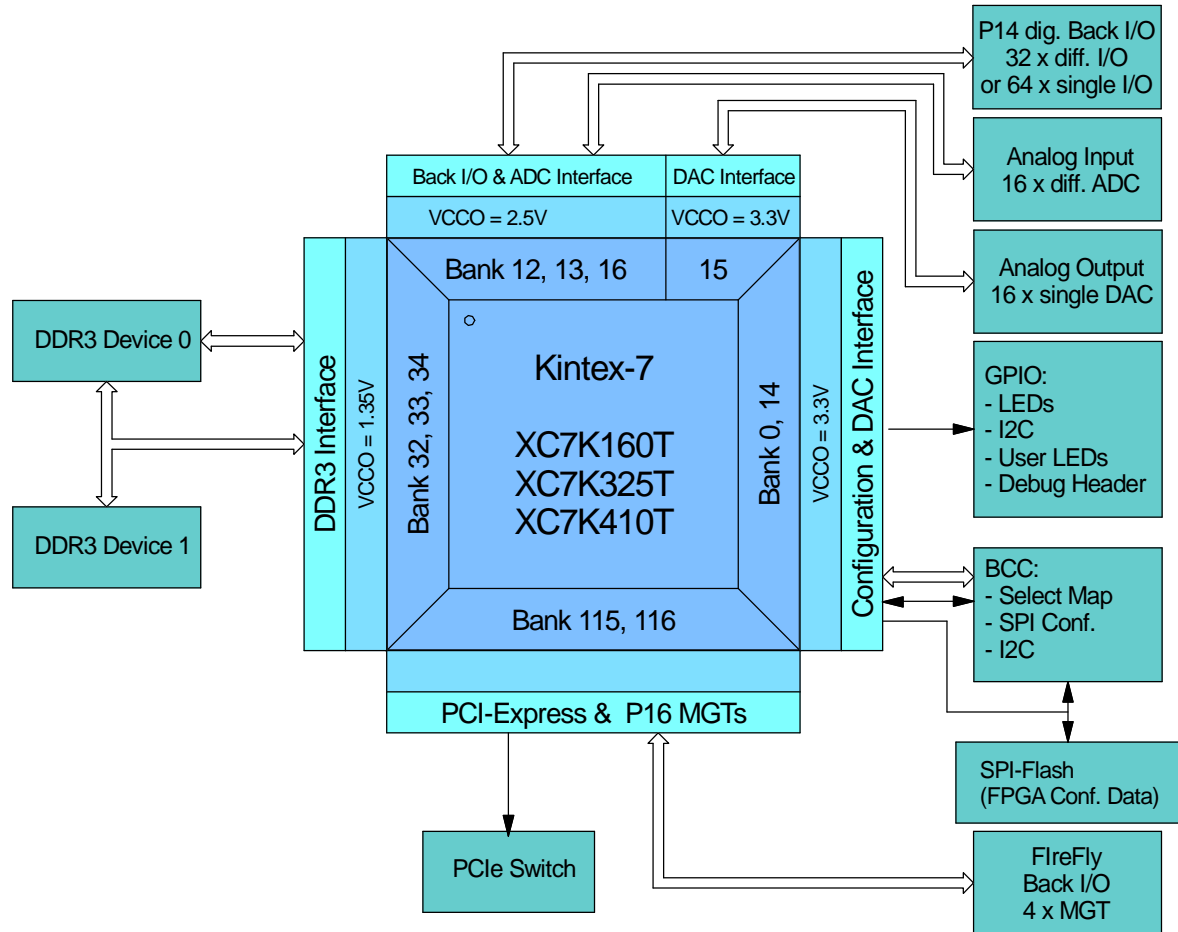 P14 dig. Back I/O
32 x diff. I/O
or 64 x single I/O
Analog Input
16 x diff. ADC
Analog Output
16 x single DAC
Back I/O & ADC Interface
DAC Interface
VCCO = 2.5V
VCCO = 3.3V
Bank 12, 13, 16
15
DDR3 Device 0
DDR3 Device 1
DDR3 Interface
VCCO = 1.35V
Bank 32, 33, 34
Kintex-7
XC7K160T
XC7K325T
XC7K410T
Bank 0, 14
VCCO = 3.3V
Configuration & DAC Interface
GPIO:
- LEDs
- I2C
- User LEDs
- Debug Header
BCC:
- Select Map
- SPI Conf.
- I2C
Bank 115, 116
PCI-Express & P16 MGTs
SPI-Flash
(FPGA Conf. Data)
PCIe Switch
FIreFly
Back I/O
4 x MGT